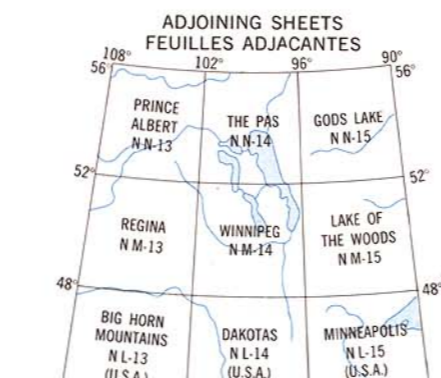 ADJOINING SHEETS
FEUILLES ADJACANTES
108° 102° 96° 90°
56° 56°
PRINCE
ALBERT
N N-13
THE PAS
N N-14
GODS LAKE
N N-15
52° 52°
REGINA
N M-13
WINNIPEG
N M-14
LAKE OF
THE WOODS
N M-15
48° 48°
BIG HORN
MOUNTAINS
N L-13
(U.S.A.)
DAKOTAS
N L-14
(U.S.A.)
MINNEAPOLIS
N L-15
(U.S.A.)